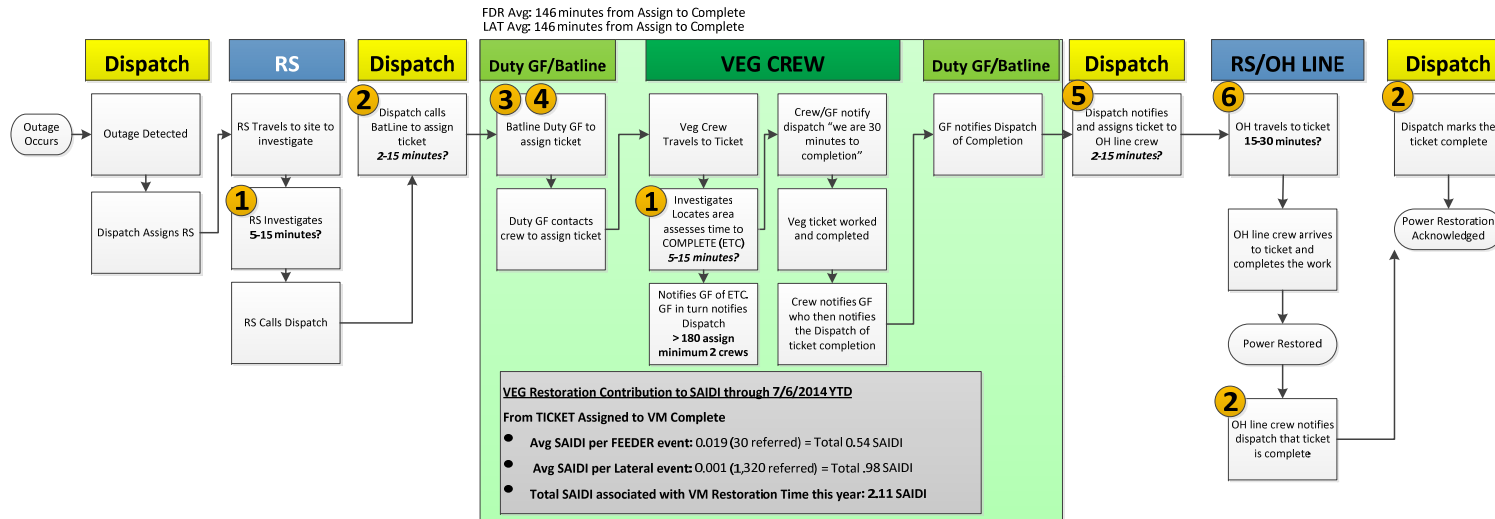 FDR Avg: 146 minutes from Assign to Complete
LAT Avg: 146 minutes from Assign to Complete
Dispatch
RS
Dispatch
Duty GF/Batline
VEG CREW
Duty GF/Batline
Dispatch
RS/OH LINE
Dispatch
Outage
Occurs
Outage Detected
Dispatch Assigns RS
RS Travels to site to
investigate
1
RS Investigates
5-15 minutes?
RS Calls Dispatch
2
Dispatch calls
BatLine to assign
ticket
2-15 minutes?
3
4
Batline Duty GF to
assign ticket
Duty GF contacts
crew to assign ticket
Veg Crew
Travels to Ticket
1
Investigates
Locates area
assesses time to
COMPLETE (ETC)
5-15 minutes?
Notifies GF of ETC.
GF in turn notifies
Dispatch
> 180 assign
minimum 2 crews
Crew/GF notify
dispatch “we are 30
minutes to
completion”
Veg ticket worked
and completed
Crew notifies GF
who then notifies
the Dispatch of
ticket completion
GF notifies Dispatch
of Completion
5
Dispatch notifies
and assigns ticket to
OH line crew
2-15 minutes?
6
OH travels to ticket
15-30 minutes?
OH line crew arrives
to ticket and
completes the work
Power Restored
2
OH line crew notifies
dispatch that ticket
is complete
2
Dispatch marks the
ticket complete
Power Restoration
Acknowledged
VEG Restoration Contribution to SAIDI through 7/6/2014 YTD
From TICKET Assigned to VM Complete
• Avg SAIDI per FEEDER event: 0.019 (30 referred) = Total 0.54 SAIDI
• Avg SAIDI per Lateral event: 0.001 (1,320 referred) = Total .98 SAIDI
• Total SAIDI associated with VM Restoration Time this year: 2.11 SAIDI